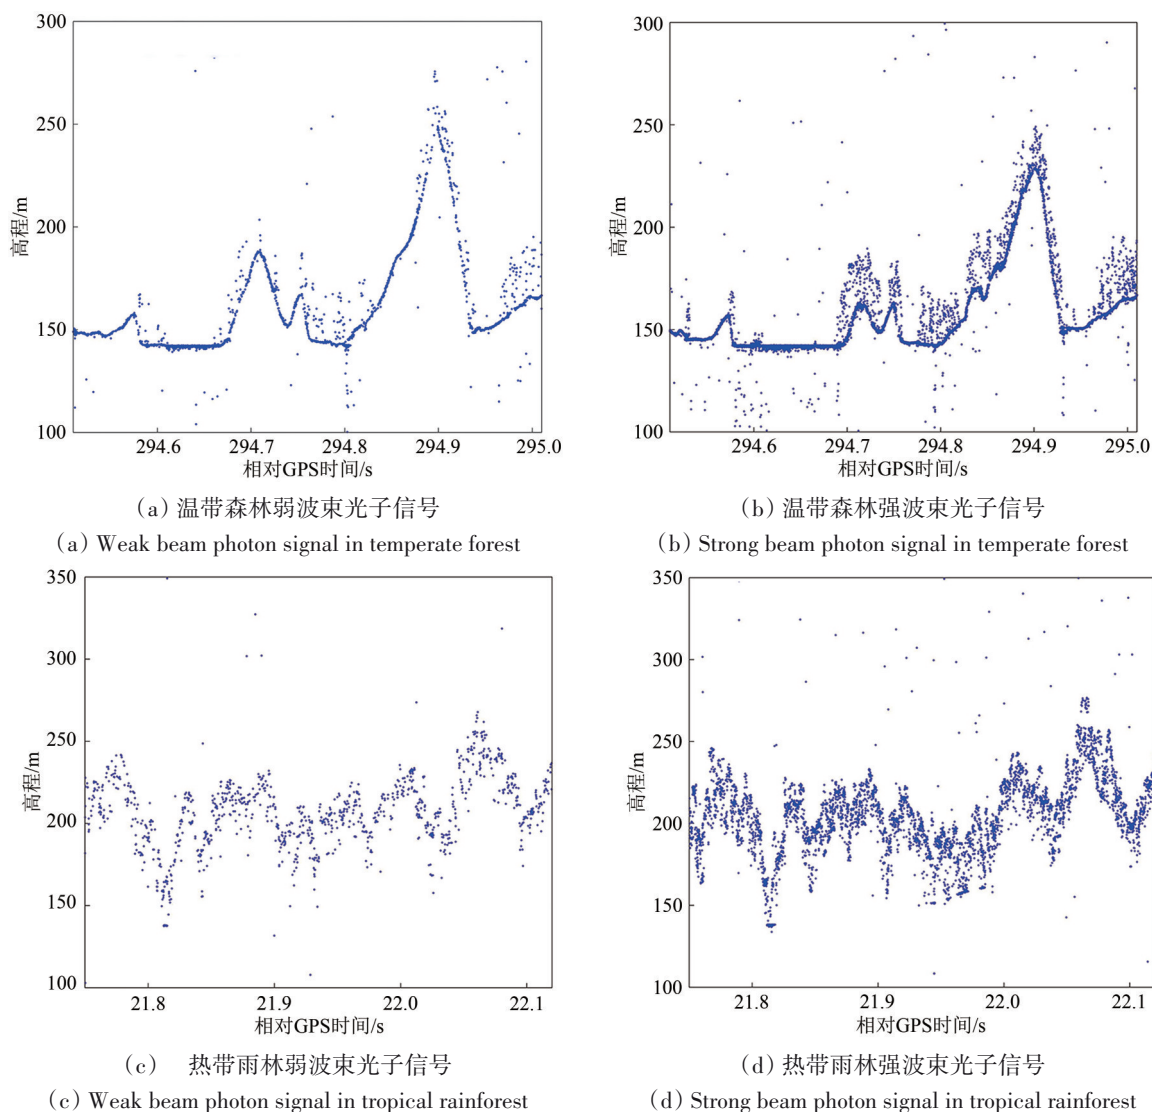 300
250
200
150
100
高程/m
294.6 294.7 294.8 294.9 295.0
相对GPS时间/s
(a) 温带森林弱波束光子信号
(a) Weak beam photon signal in temperate forest
300
250
200
150
100
高程/m
294.6 294.7 294.8 294.9 295.0
相对GPS时间/s
(b) 温带森林强波束光子信号
(b) Strong beam photon signal in temperate forest
350
300
250
200
150
100
高程/m
21.8 21.9 22.0 22.1
相对GPS时间/s
(c) 热带雨林弱波束光子信号
(c) Weak beam photon signal in tropical rainforest
350
300
250
200
150
100
高程/m
21.8 21.9 22.0 22.1
相对GPS时间/s
(d) 热带雨林强波束光子信号
(d) Strong beam photon signal in tropical rainforest